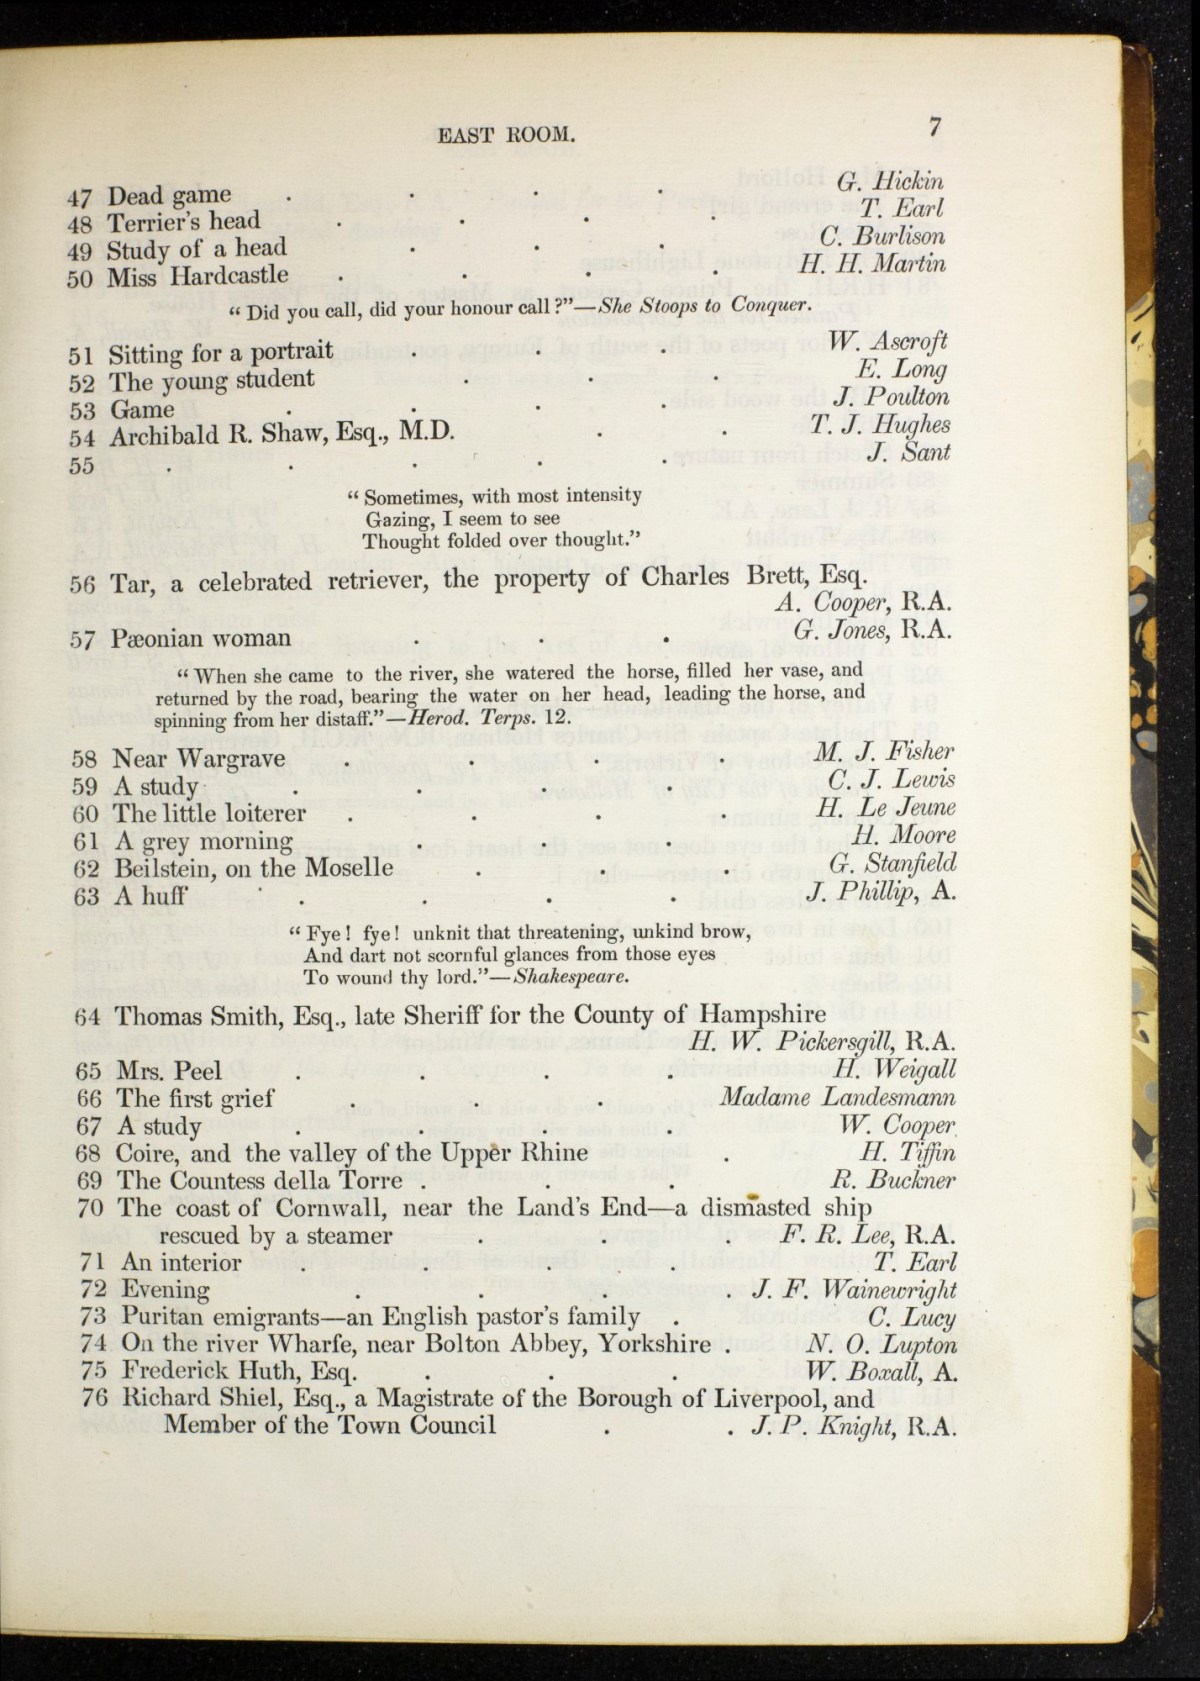 EAST ROOM. 7
47 Dead game . . . . G. Hickin
48 Terrier's head . . . . T. Earl
49 Study of a head . . . C. Burlison
50 Miss Hardcastle . . . . H. H. Martin
“ Did you call, did your honour call?”—She Stoops to Conquer.
51 Sitting for a portrait . . . W. Ascroft
52 The young student . . . E. Long
53 Game . . . . J. Poulton
54 Archibald R. Shaw, Esq., M.D. . . T. J. Hughes
55 . . . . . J. Sant
“ Sometimes, with most intensity
Gazing, I seem to see
Thought folded over thought.”
56 Tar, a celebrated retriever, the property of Charles Brett, Esq.
A. Cooper, R.A.
57 Pæonian woman . . . G. Jones, R.A.
“ When she came to the river, she watered the horse, filled her vase, and
returned by the road, bearing the water on her head, leading the horse, and
spinning from her distaff.”—Herod. Terps. 12.
58 Near Wargrave . . . . M. J. Fisher
59 A study . . . . C. J. Lewis
60 The little loiterer . . . . H. Le Jeune
61 A grey morning . . . H. Moore
62 Beilstein, on the Moselle . . . G. Stanfield
63 A huff . . . . J. Phillip, A.
“ Fye! fye! unknit that threatening, unkind brow,
And dart not scornful glances from those eyes
To wound thy lord.”—Shakespeare.
64 Thomas Smith, Esq., late Sheriff for the County of Hampshire
H. W. Pickersgill, R.A.
65 Mrs. Peel . . . . H. Weigall
66 The first grief . . . Madame Landesmann
67 A study . . . . W. Cooper
68 Coire, and the valley of the Upper Rhine . H. Tiffin
69 The Countess della Torre . . . R. Buckner
70 The coast of Cornwall, near the Land's End—a dismasted ship
rescued by a steamer . . . F. R. Lee, R.A.
71 An interior . . . . T. Earl
72 Evening . . . . J. F. Wainewright
73 Puritan emigrants—an English pastor's family . C. Lucy
74 On the river Wharfe, near Bolton Abbey, Yorkshire . N. O. Lupton
75 Frederick Huth, Esq. . . . W. Boxall, A.
76 Richard Shiel, Esq., a Magistrate of the Borough of Liverpool, and
Member of the Town Council . . J. P. Knight, R.A.